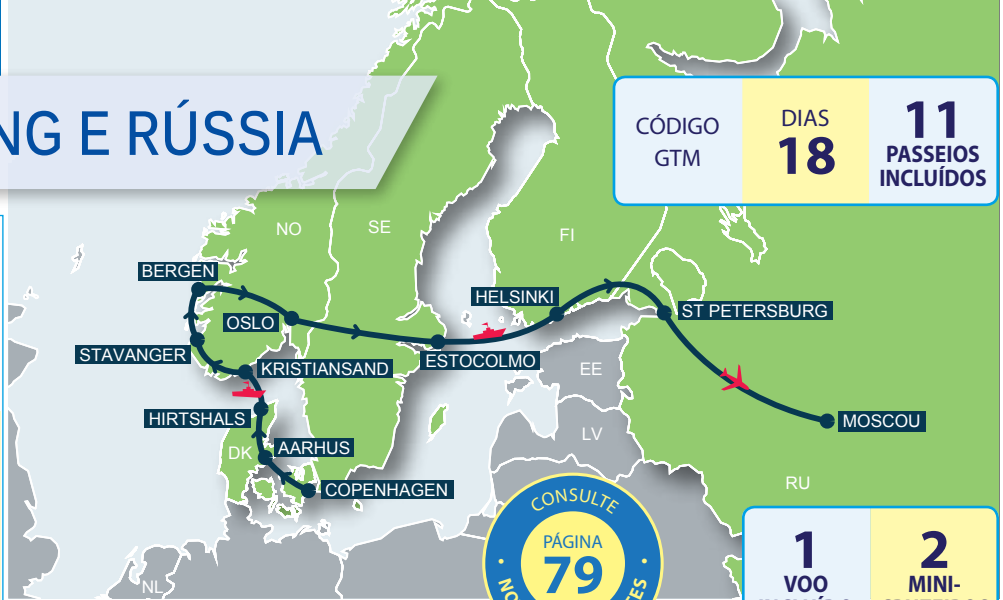 NG E RÚSSIA
CÓDIGO
GTM
DIAS
18
11
PASSEIOS
INCLUÍDOS
NO
SE
FI
BERGEN
OSLO
HELSINKI
ST PETERSBURG
STAVANGER
KRISTIANSAND
ESTOCOLMO
EE
HIRTSHALS
MOSCOU
LV
DK
AARHUS
COPENHAGEN
RU
CONSULTE
PÁGINA
79
NL
1
VOO
2
MINI-